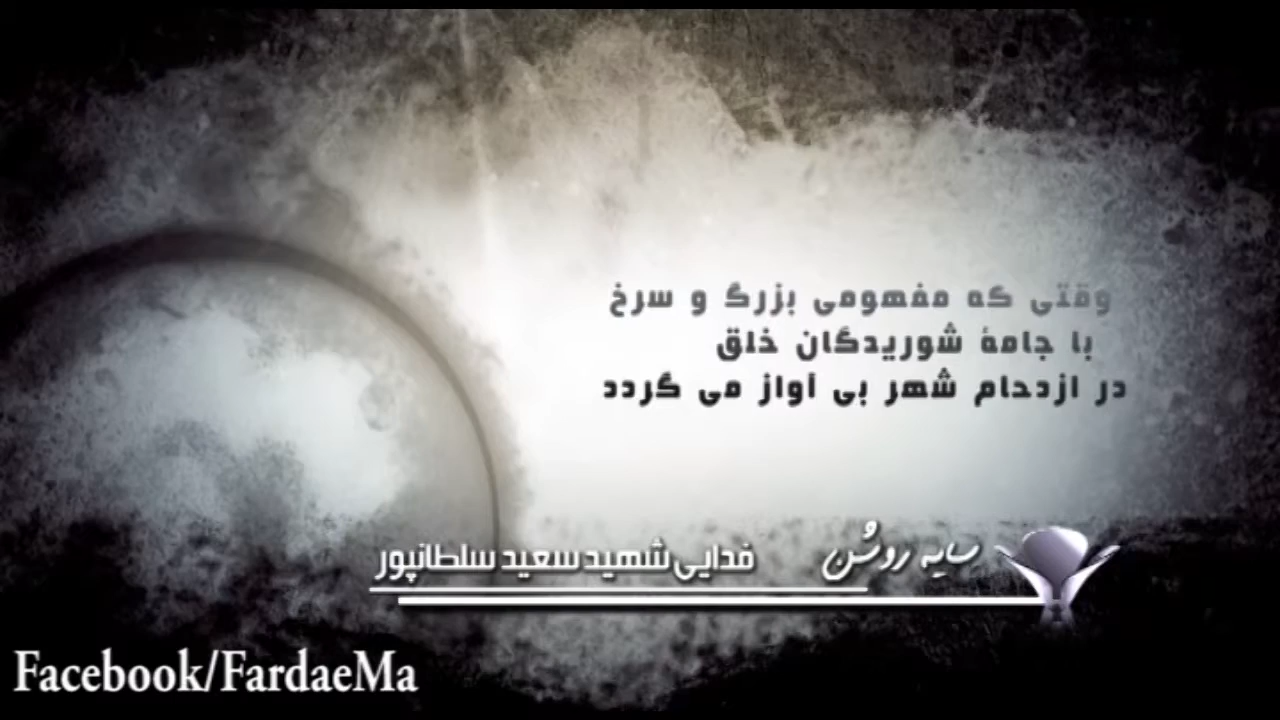 وقتی که مفهومی بزرگ و سرخ
با جامهٔ شوریدگان خلق
در ازدحام شهر بی آواز می گردد
سایه روشن
فدایی شهید سعید سلطانپور
Facebook/FardaeMa